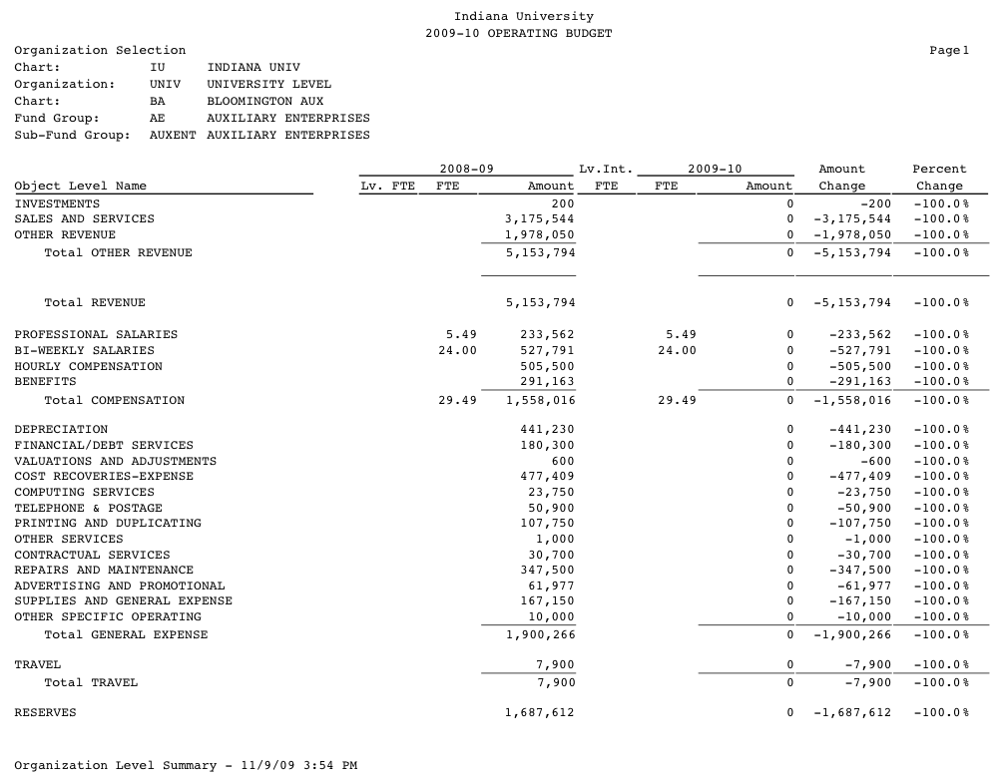 Indiana University
2009-10 OPERATING BUDGET
Organization Selection Page1
Chart: IU INDIANA UNIV
Organization: UNIV UNIVERSITY LEVEL
Chart: BA BLOOMINGTON AUX
Fund Group: AE AUXILIARY ENTERPRISES
Sub-Fund Group: AUXENT AUXILIARY ENTERPRISES
2008-09 Lv.Int. 2009-10 Amount Percent
Object Level Name Lv. FTE FTE Amount FTE FTE Amount Change Change
INVESTMENTS 200 0 -200 -100.0%
SALES AND SERVICES 3,175,544 0 -3,175,544 -100.0%
OTHER REVENUE 1,978,050 0 -1,978,050 -100.0%
Total OTHER REVENUE 5,153,794 0 -5,153,794 -100.0%
Total REVENUE 5,153,794 0 -5,153,794 -100.0%
PROFESSIONAL SALARIES 5.49 233,562 5.49 0 -233,562 -100.0%
BI-WEEKLY SALARIES 24.00 527,791 24.00 0 -527,791 -100.0%
HOURLY COMPENSATION 505,500 0 -505,500 -100.0%
BENEFITS 291,163 0 -291,163 -100.0%
Total COMPENSATION 29.49 1,558,016 29.49 0 -1,558,016 -100.0%
DEPRECIATION 441,230 0 -441,230 -100.0%
FINANCIAL/DEBT SERVICES 180,300 0 -180,300 -100.0%
VALUATIONS AND ADJUSTMENTS 600 0 -600 -100.0%
COST RECOVERIES-EXPENSE 477,409 0 -477,409 -100.0%
COMPUTING SERVICES 23,750 0 -23,750 -100.0%
TELEPHONE & POSTAGE 50,900 0 -50,900 -100.0%
PRINTING AND DUPLICATING 107,750 0 -107,750 -100.0%
OTHER SERVICES 1,000 0 -1,000 -100.0%
CONTRACTUAL SERVICES 30,700 0 -30,700 -100.0%
REPAIRS AND MAINTENANCE 347,500 0 -347,500 -100.0%
ADVERTISING AND PROMOTIONAL 61,977 0 -61,977 -100.0%
SUPPLIES AND GENERAL EXPENSE 167,150 0 -167,150 -100.0%
OTHER SPECIFIC OPERATING 10,000 0 -10,000 -100.0%
Total GENERAL EXPENSE 1,900,266 0 -1,900,266 -100.0%
TRAVEL 7,900 0 -7,900 -100.0%
Total TRAVEL 7,900 0 -7,900 -100.0%
RESERVES 1,687,612 0 -1,687,612 -100.0%
Organization Level Summary - 11/9/09 3:54 PM